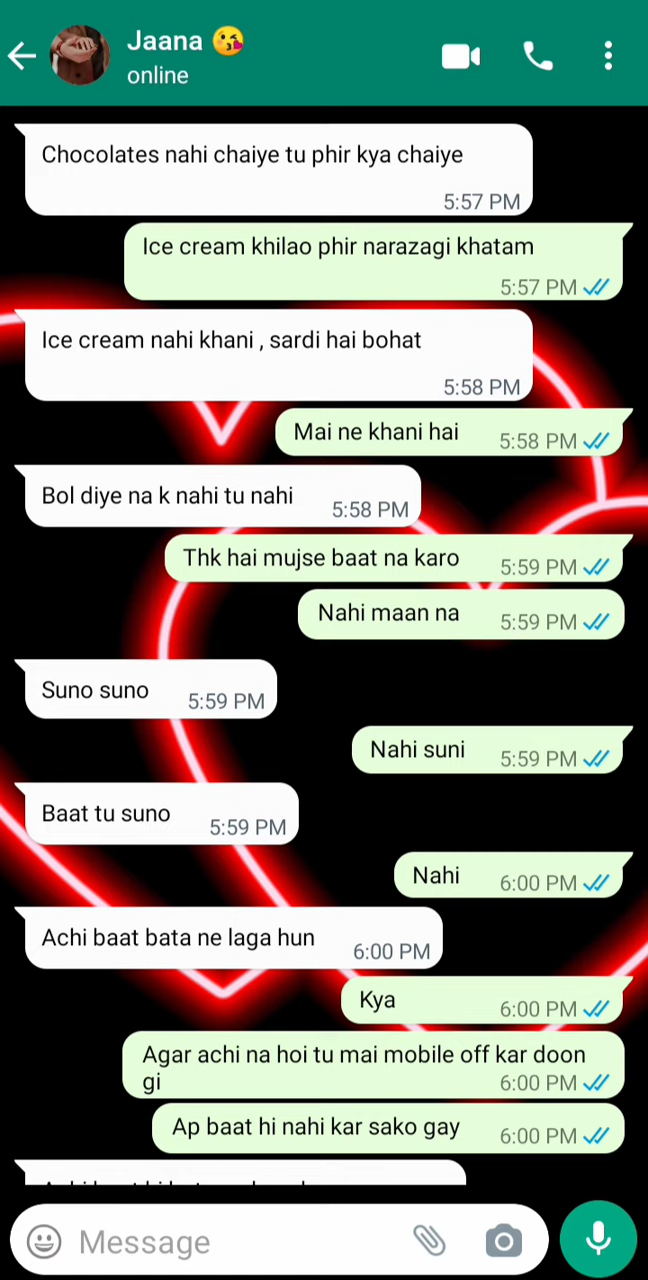 Jaana 😘
online
Chocolates nahi chaiye tu phir kya chaiye
5:57 PM
Ice cream khilao phir narazagi khatam
5:57 PM
Ice cream nahi khani , sardi hai bohat
5:58 PM
Mai ne khani hai 5:58 PM
Bol diye na k nahi tu nahi 5:58 PM
Thk hai mujse baat na karo 5:59 PM
Nahi maan na 5:59 PM
Suno suno 5:59 PM
Nahi suni 5:59 PM
Baat tu suno 5:59 PM
Nahi 6:00 PM
Achi baat bata ne laga hun 6:00 PM
Kya 6:00 PM
Agar achi na hoi tu mai mobile off kar doon
gi 6:00 PM
Ap baat hi nahi kar sako gay 6:00 PM
Message